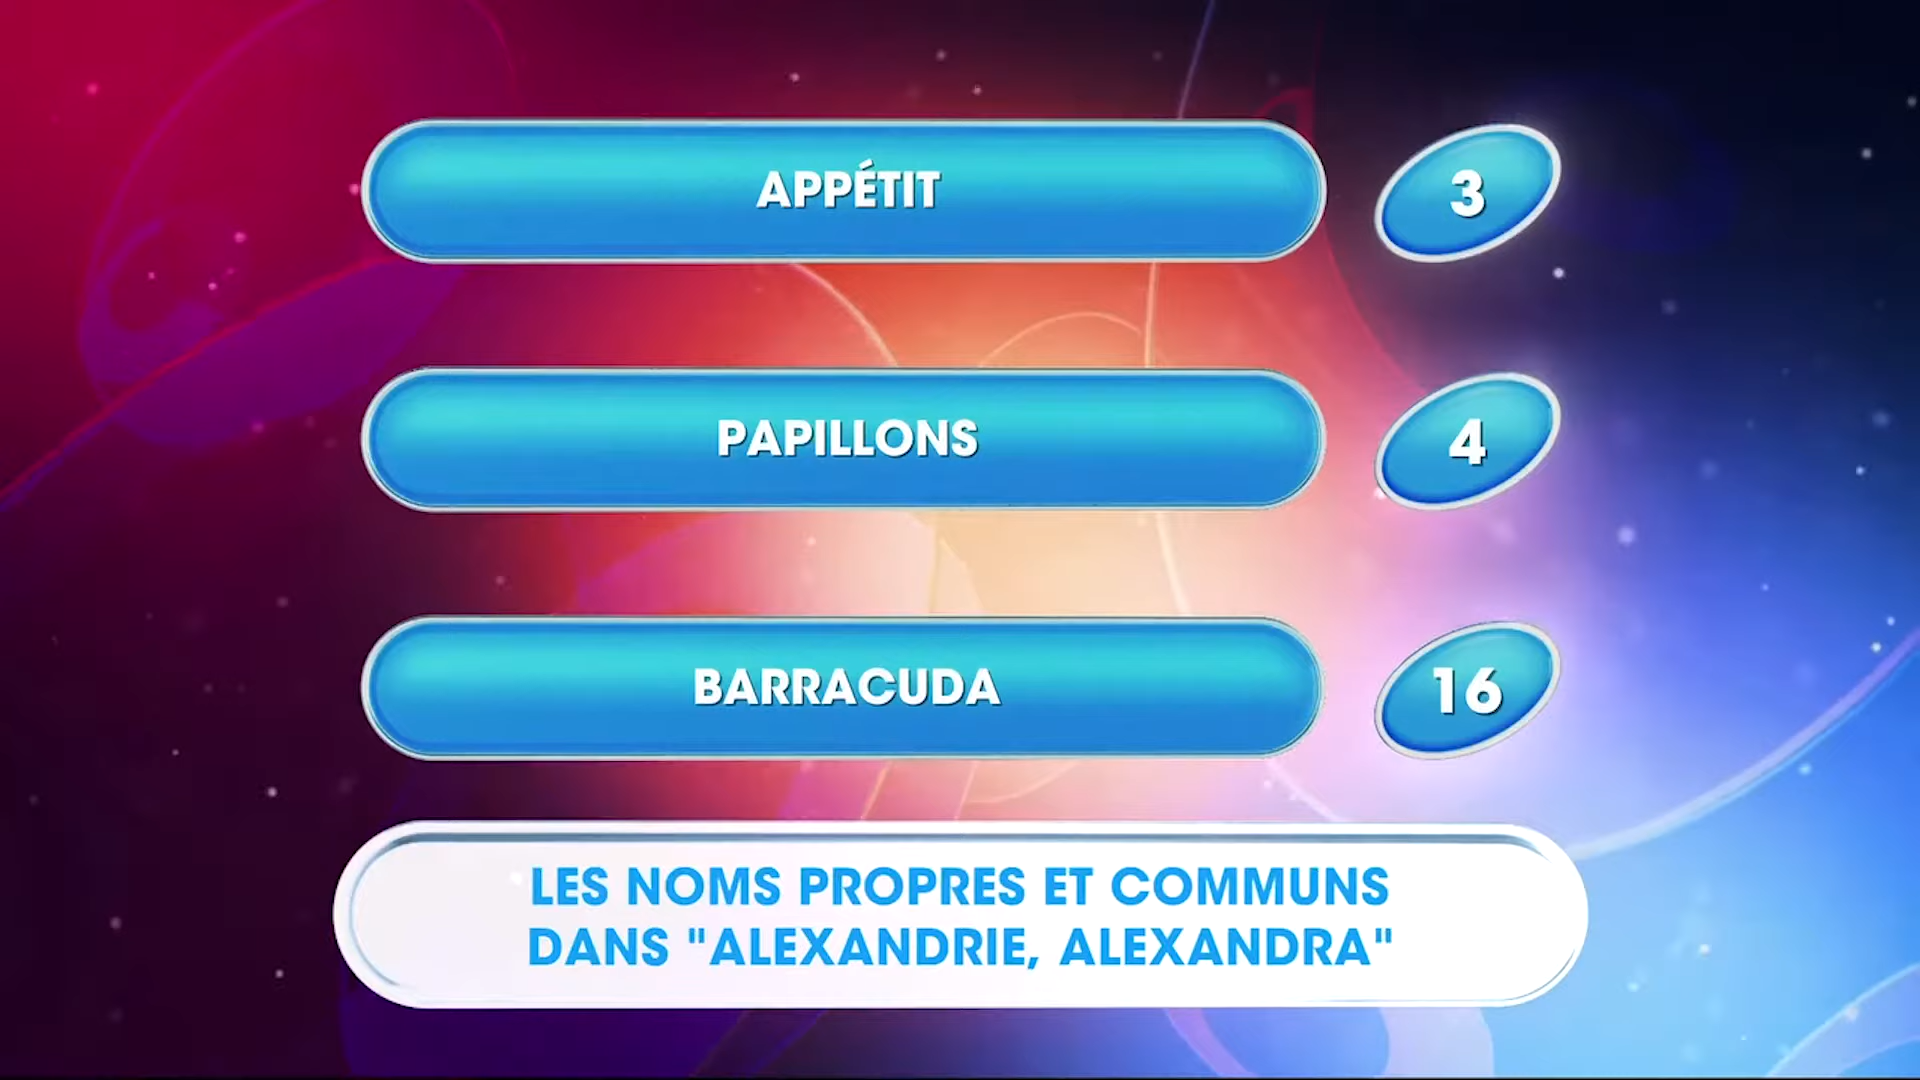 APPÉTIT 3
PAPILLONS 4
BARRACUDA 16
LES NOMS PROPRES ET COMMUNS
DANS "ALEXANDRIE, ALEXANDRA"